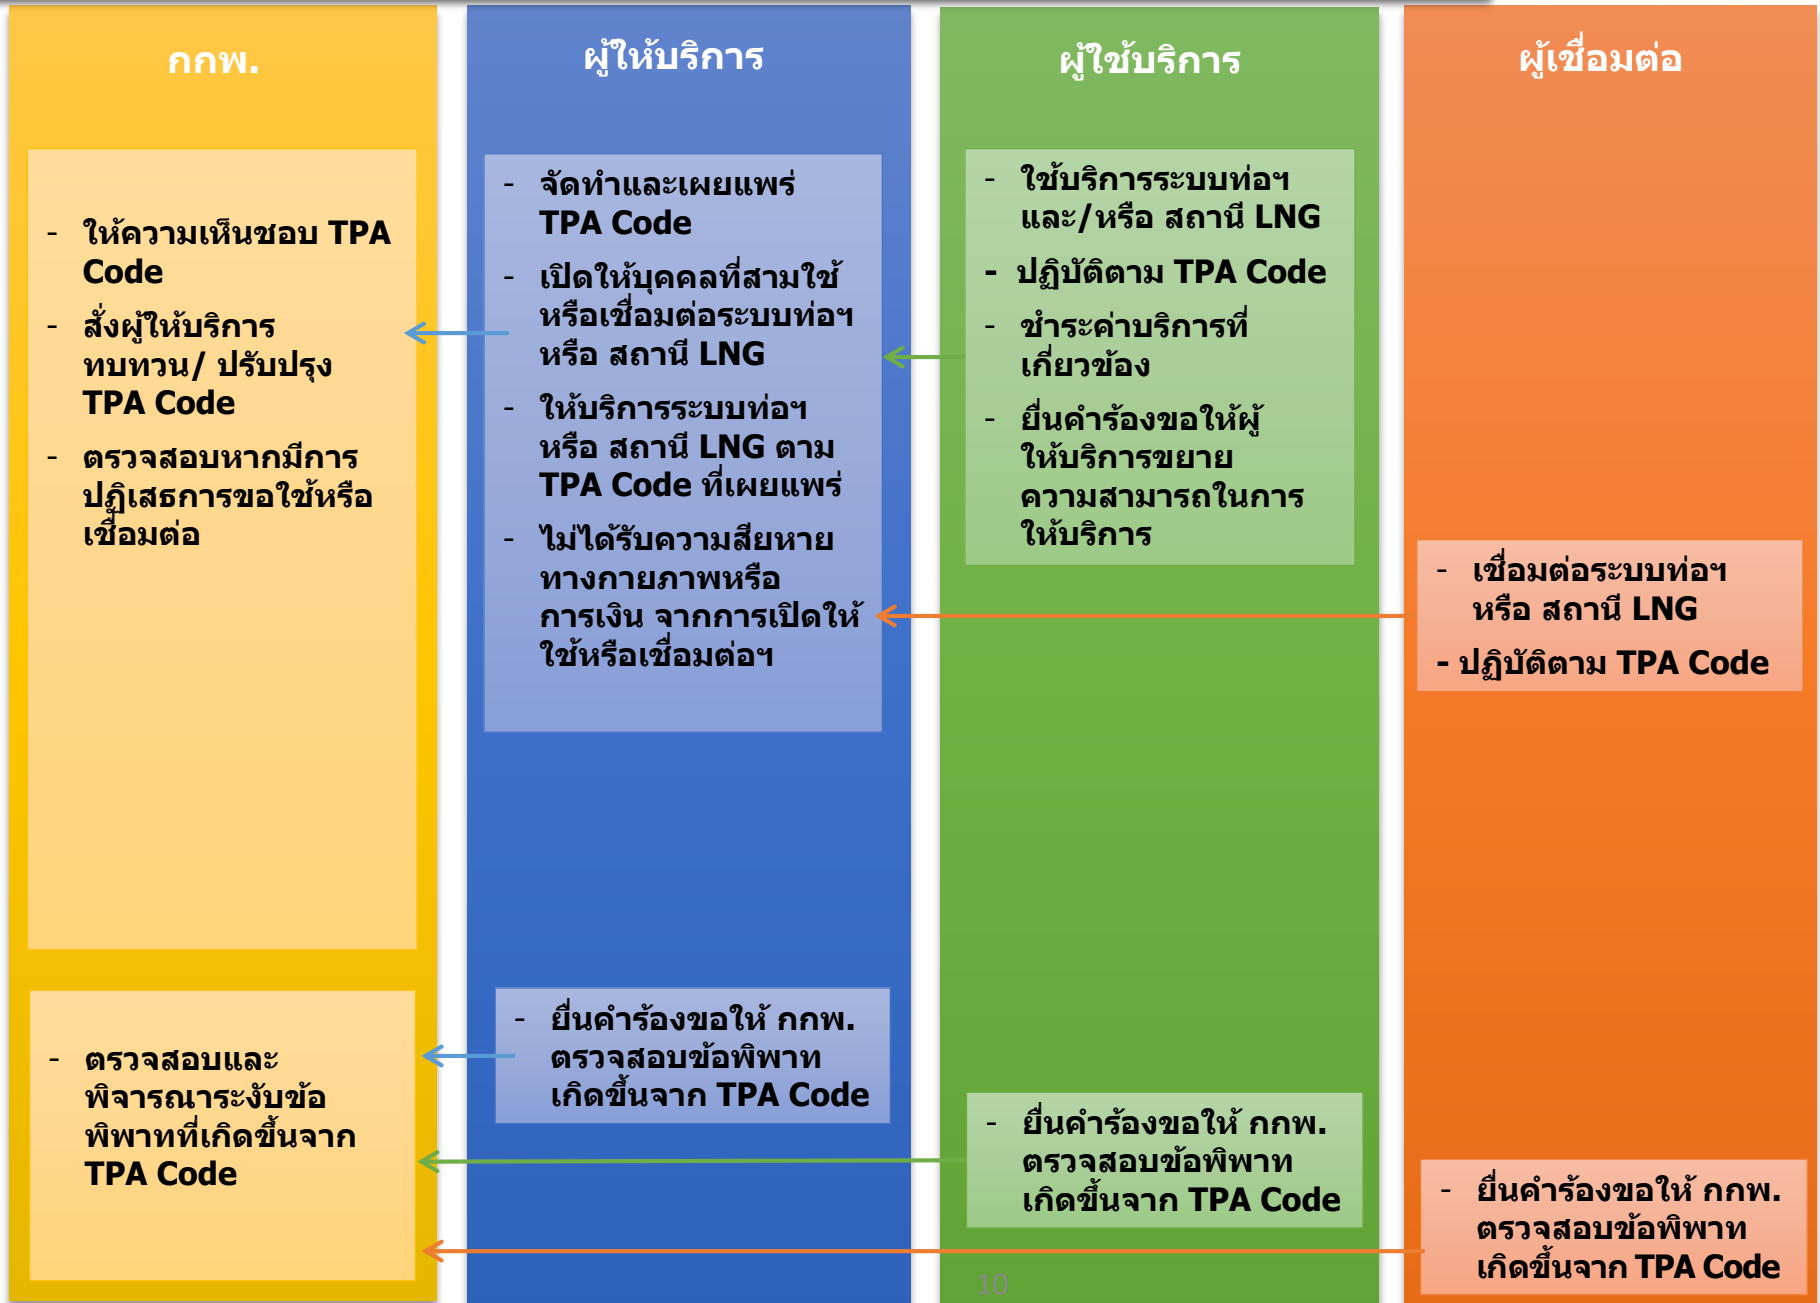 กกพ.
- ให้ความเห็นชอบ TPA
Code
- สั่งผู้ให้บริการ
ทบทวน/ ปรับปรุง
TPA Code
- ตรวจสอบหากมีการ
ปฏิเสธการขอใช้หรือ
เชื่อมต่อ
- ตรวจสอบและ
พิจารณาระงับข้อ
พิพาทที่เกิดขึ้นจาก
TPA Code
ผู้ให้บริการ
- จัดทำและเผยแพร่
TPA Code
- เปิดให้บุคคลที่สามใช้
หรือเชื่อมต่อระบบท่อฯ
หรือ สถานี LNG
- ให้บริการระบบท่อฯ
หรือ สถานี LNG ตาม
TPA Code ที่เผยแพร่
- ไม่ได้รับความสียหาย
ทางกายภาพหรือ
การเงิน จากการเปิดให้
ใช้หรือเชื่อมต่อฯ
- ยื่นคำร้องขอให้ กกพ.
ตรวจสอบข้อพิพาท
เกิดขึ้นจาก TPA Code
ผู้ใช้บริการ
- ใช้บริการระบบท่อฯ
และ/หรือ สถานี LNG
- ปฏิบัติตาม TPA Code
- ชำระค่าบริการที่
เกี่ยวข้อง
- ยื่นคำร้องขอให้ผู้
ให้บริการขยาย
ความสามารถในการ
ให้บริการ
- ยื่นคำร้องขอให้ กกพ.
ตรวจสอบข้อพิพาท
เกิดขึ้นจาก TPA Code
ผู้เชื่อมต่อ
- เชื่อมต่อระบบท่อฯ
หรือ สถานี LNG
- ปฏิบัติตาม TPA Code
- ยื่นคำร้องขอให้ กกพ.
ตรวจสอบข้อพิพาท
เกิดขึ้นจาก TPA Code
10